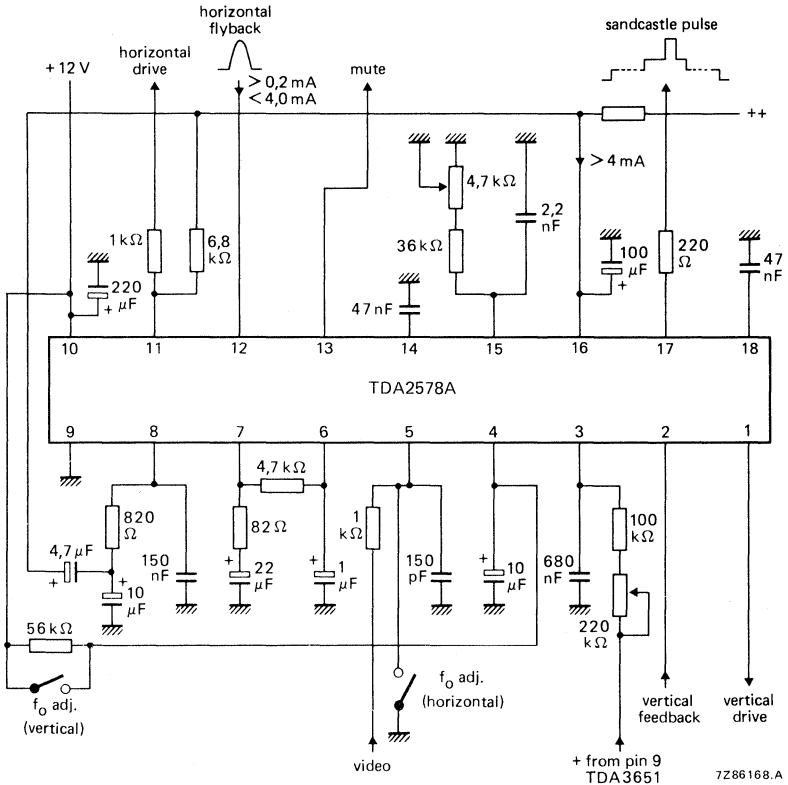 horizontal
flyback
horizontal
drive
+12 V
> 0,2 mA
< 4,0 mA
mute
sandcastle pulse
++
> 4 mA
1 kΩ
6,8
kΩ
220
μF
+
4,7 kΩ
36 kΩ
2,2
nF
47 nF
100
μF
+
220
Ω
47
nF
10
11
12
13
14
15
16
17
18
TDA2578A
9
8
7
6
5
4
3
2
1
4,7 kΩ
820
Ω
82 Ω
1
kΩ
100
kΩ
4,7 μF
+
+
10
μF
150
nF
+
22
μF
+
1
μF
150
pF
+
10
μF
680
nF
220
kΩ
56 kΩ
fo adj.
(vertical)
fo adj.
(horizontal)
vertical
feedback
vertical
drive
video
+ from pin 9
TDA3651
7Z86168.A